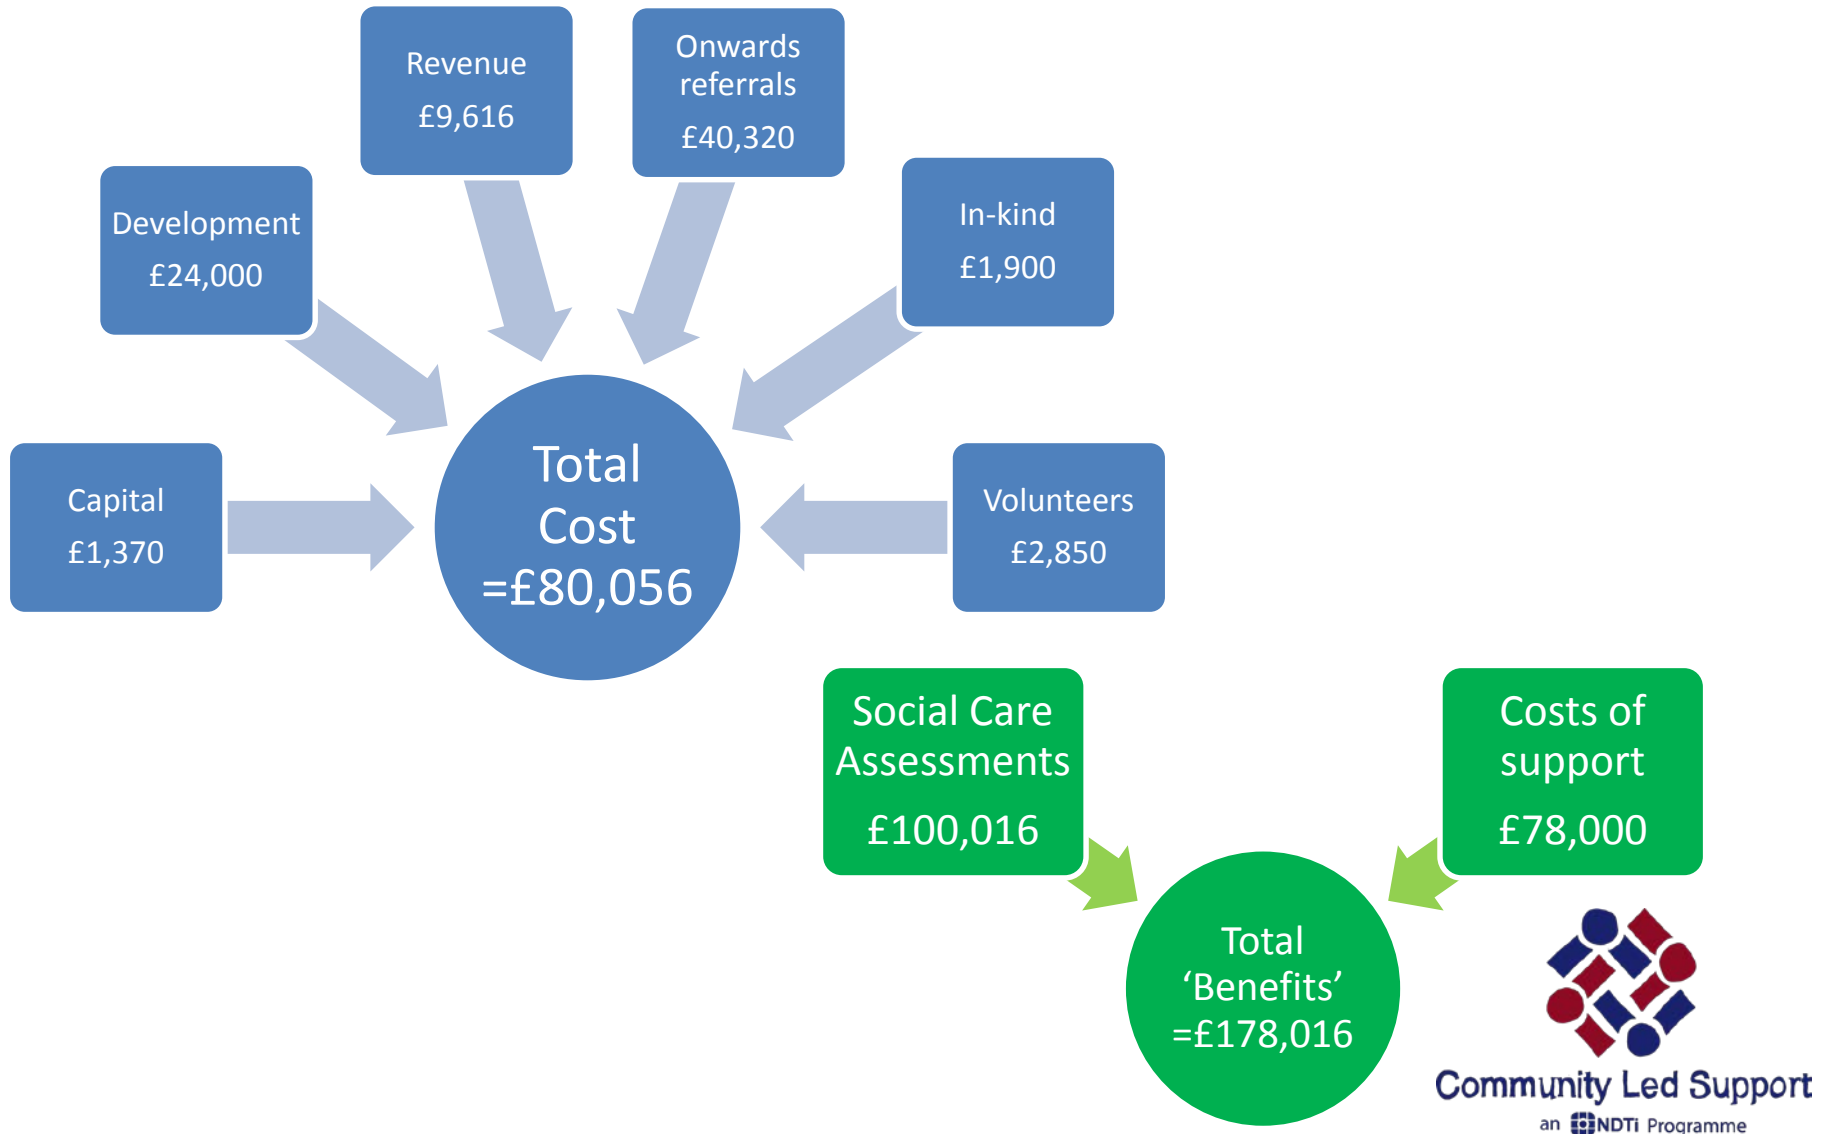 Revenue
£9,616
Onwards
referrals
£40,320
Development
£24,000
In-kind
£1,900
Capital
£1,370
Total
Cost
=£80,056
Volunteers
£2,850
Social Care
Assessments
£100,016
Costs of
support
£78,000
Total
‘Benefits’
=£178,016
Community Led Support
an NDTi Programme